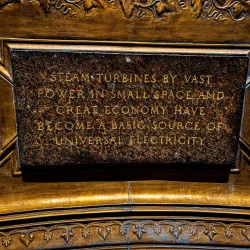 STEAM TURBINES BY VAST
POWER IN SMALL SPACE AND
GREAT ECONOMY HAVE
BECOME A BASIC SOURCE OF
UNIVERSAL ELECTRICITY